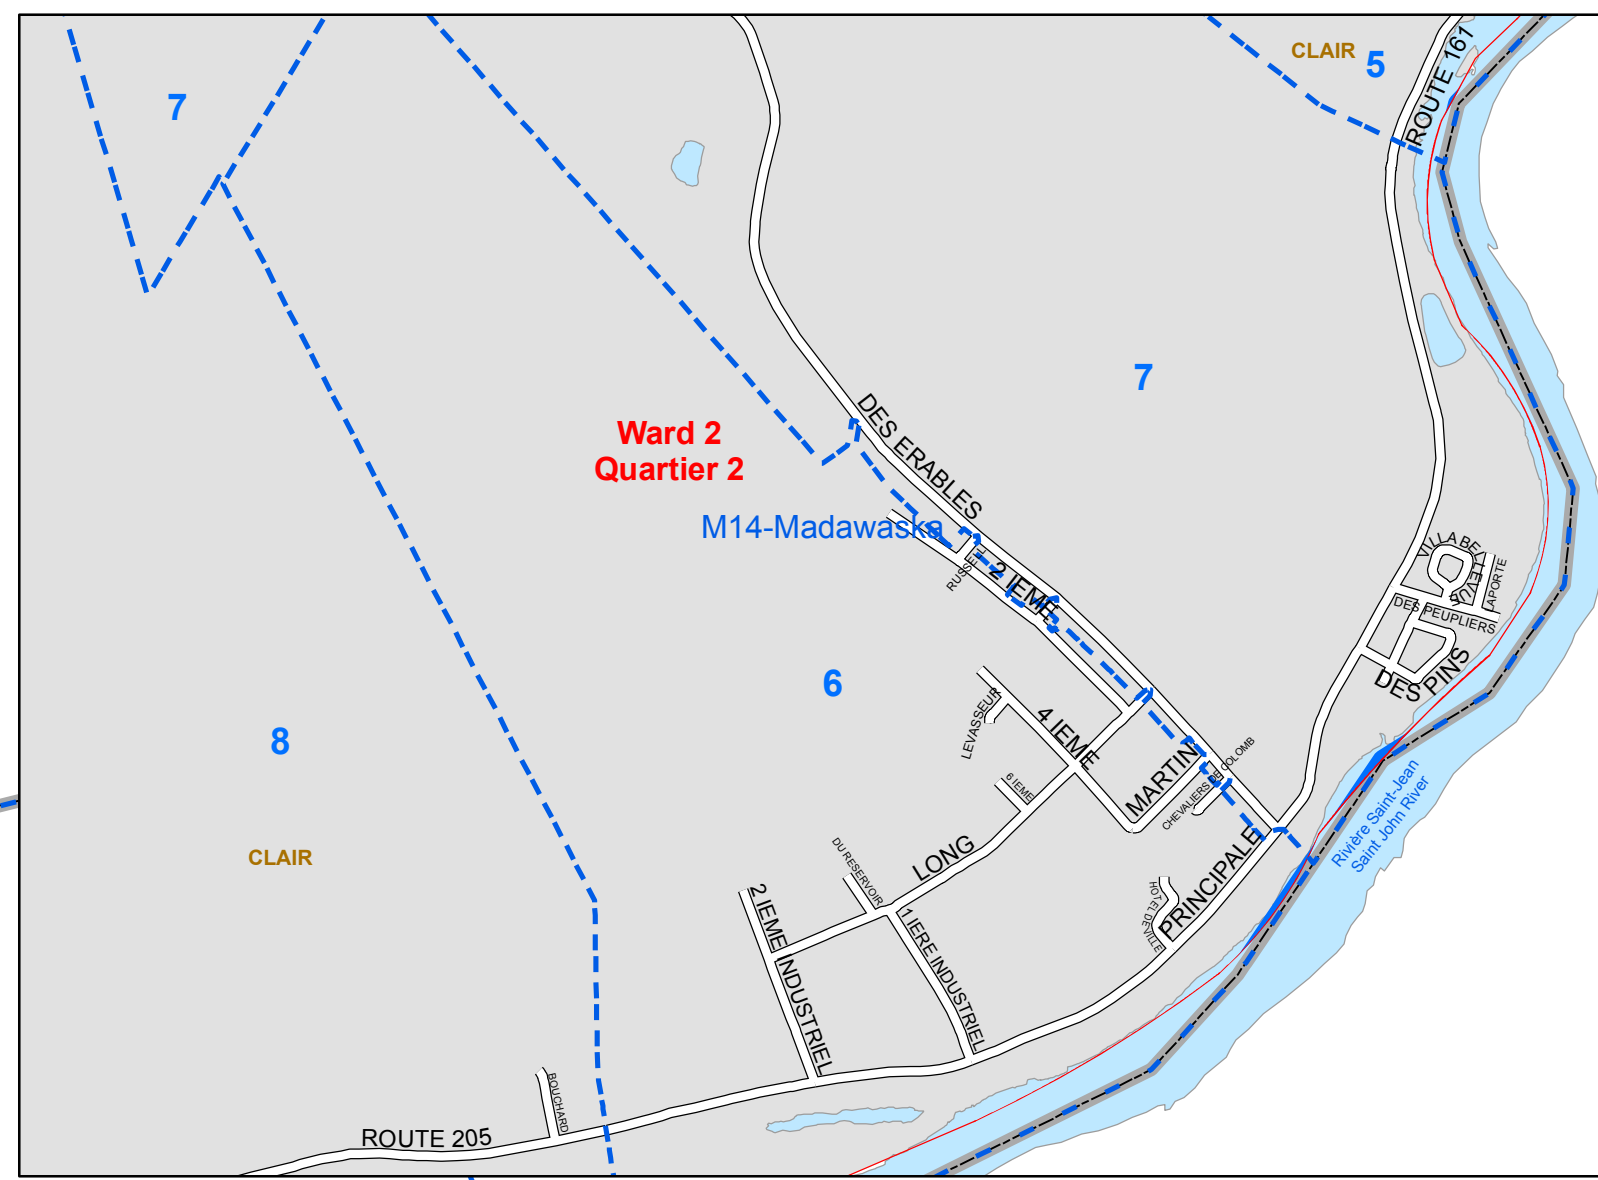 CLAIR
5
ROUTE 161
7
7
DES ERABLES
Ward 2
Quartier 2
M14-Madawaska
RUSSELL
2 IEME
VILLA BELLEVUE
LAPORTE
DES PEUPLIERS
DES PINS
6
LEVASSEUR
4 IEME
8
6 IEME
MARTIN
CHEVALIERS DE COLOMB
Rivière Saint-Jean
Saint John River
CLAIR
DU RESERVOIR
LONG
PRINCIPALE
HOTEL DE VILLE
2 IEME INDUSTRIEL
1 IERE INDUSTRIEL
BOUCHARD
ROUTE 205